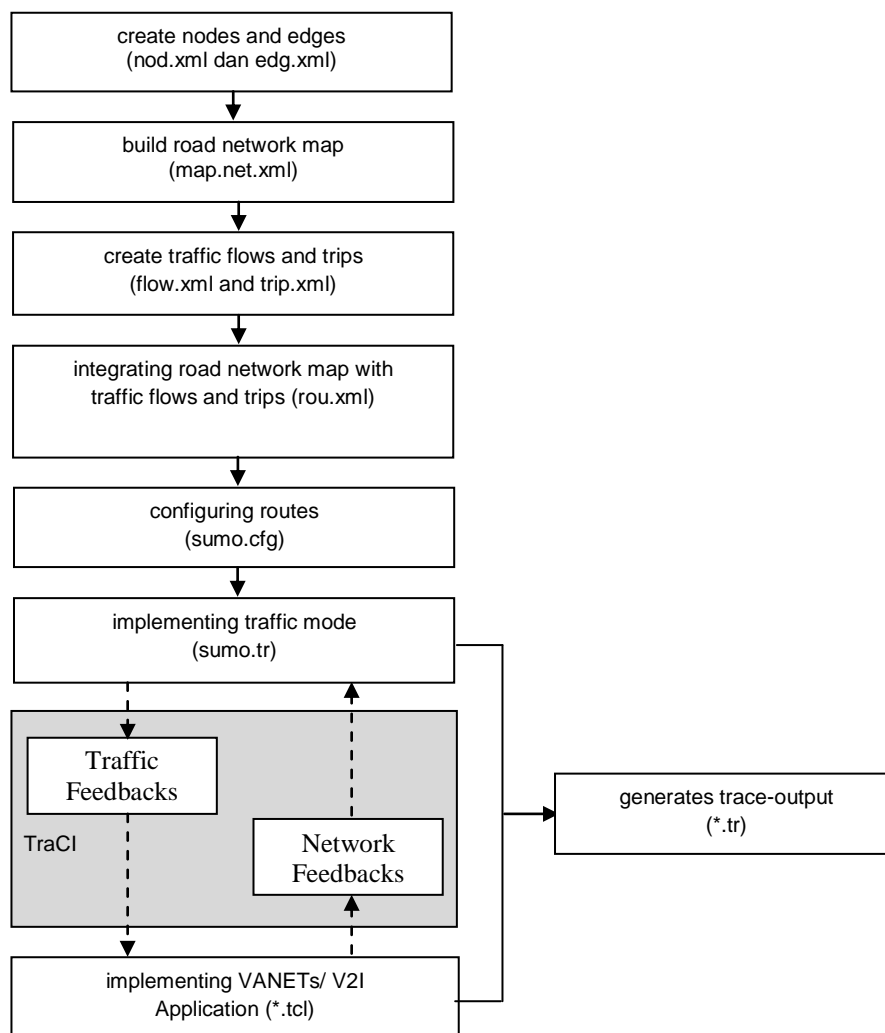 create nodes and edges
(nod.xml dan edg.xml)
build road network map
(map.net.xml)
create traffic flows and trips
(flow.xml and trip.xml)
integrating road network map with
traffic flows and trips (rou.xml)
configuring routes
(sumo.cfg)
implementing traffic mode
(sumo.tr)
Traffic
Feedbacks
TraCI
Network
Feedbacks
generates trace-output
(*.tr)
implementing VANETs/ V2I
Application (*.tcl)